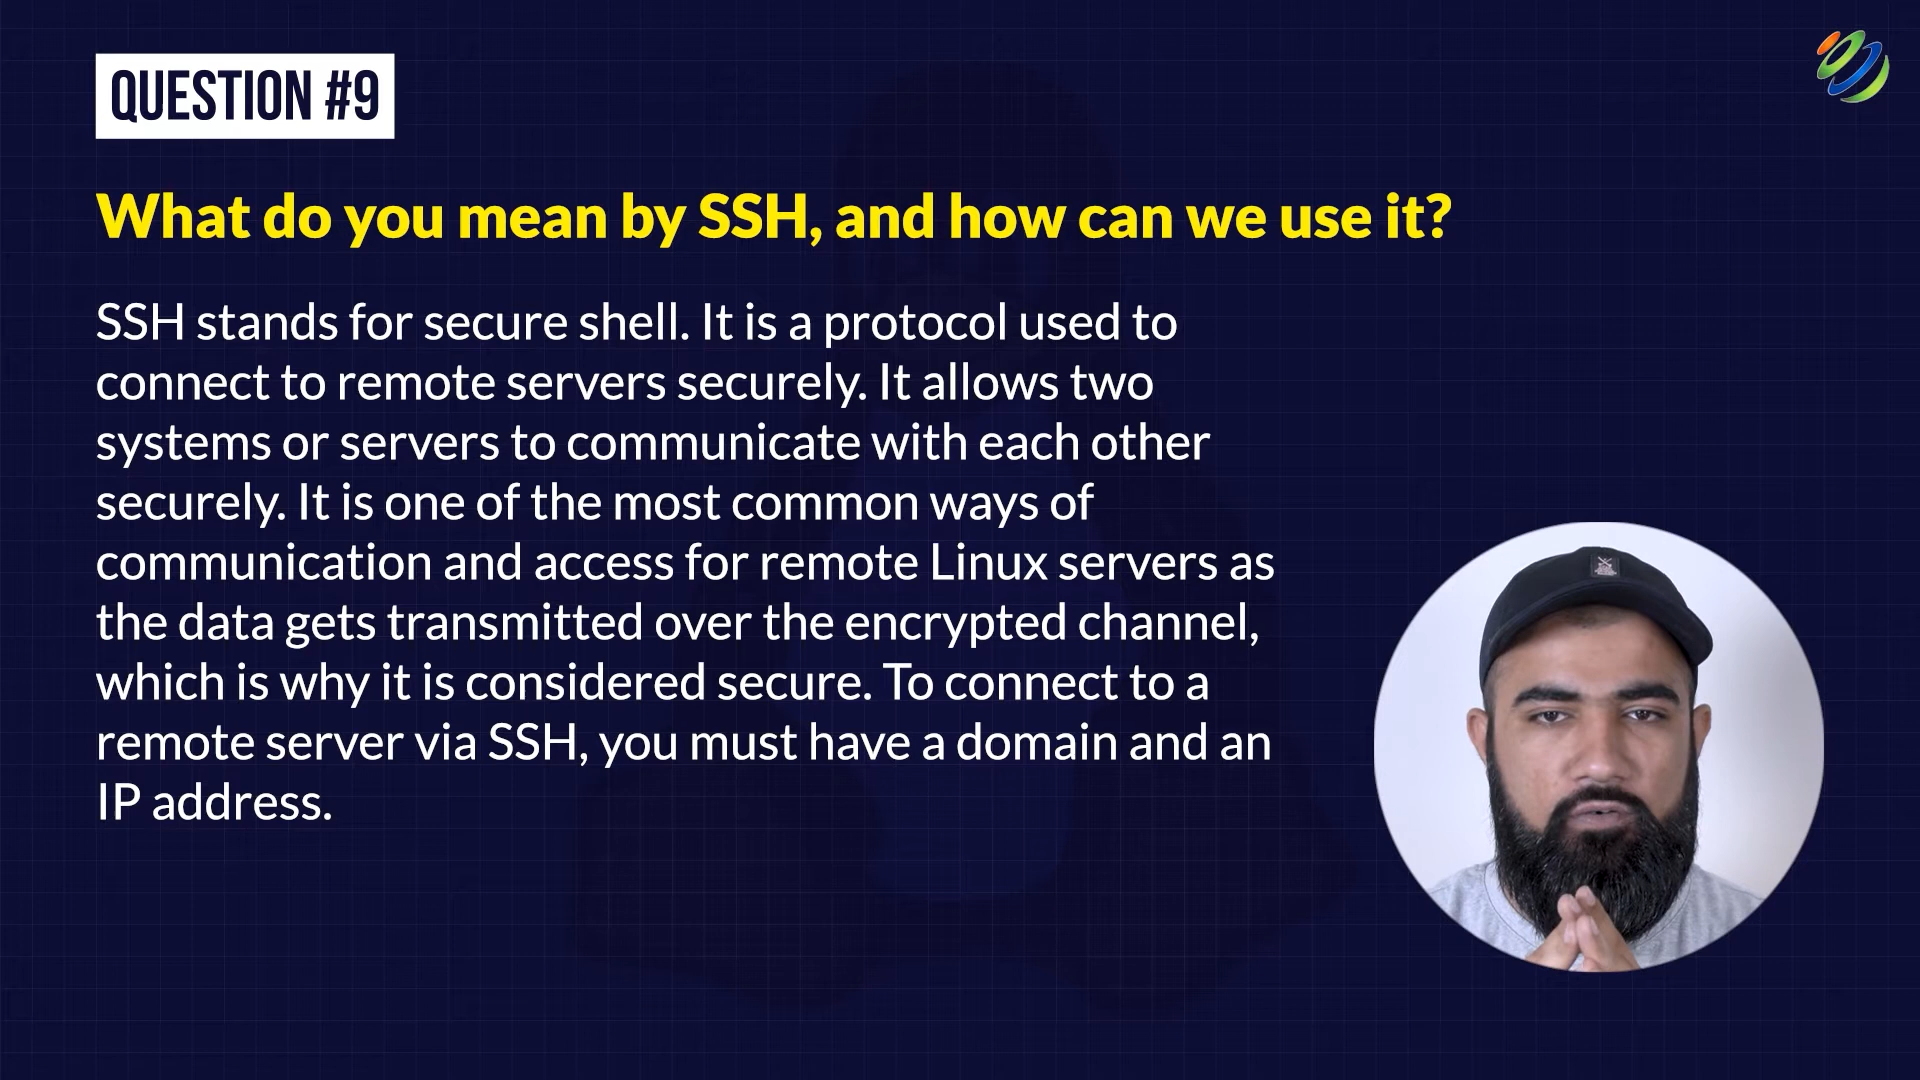 QUESTION #9
What do you mean by SSH, and how can we use it?
SSH stands for secure shell. It is a protocol used to
connect to remote servers securely. It allows two
systems or servers to communicate with each other
securely. It is one of the most common ways of
communication and access for remote Linux servers as
the data gets transmitted over the encrypted channel,
which is why it is considered secure. To connect to a
remote server via SSH, you must have a domain and an
IP address.